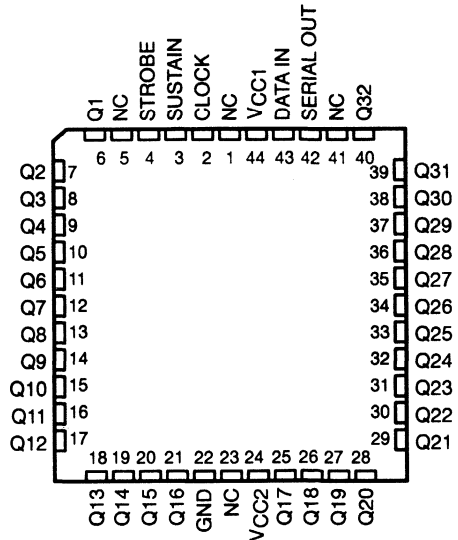 Q1 NC STROBE SUSTAIN CLOCK NC VCC1 DATA IN SERIAL OUT NC Q32
6 5 4 3 2 1 44 43 42 41 40
Q2 7 39 Q31
Q3 8 38 Q30
Q4 9 37 Q29
Q5 10 36 Q28
Q6 11 35 Q27
Q7 12 34 Q26
Q8 13 33 Q25
Q9 14 32 Q24
Q10 15 31 Q23
Q11 16 30 Q22
Q12 17 29 Q21
18 19 20 21 22 23 24 25 26 27 28
Q13 Q14 Q15 Q16 GND NC VCC2 Q17 Q18 Q19 Q20